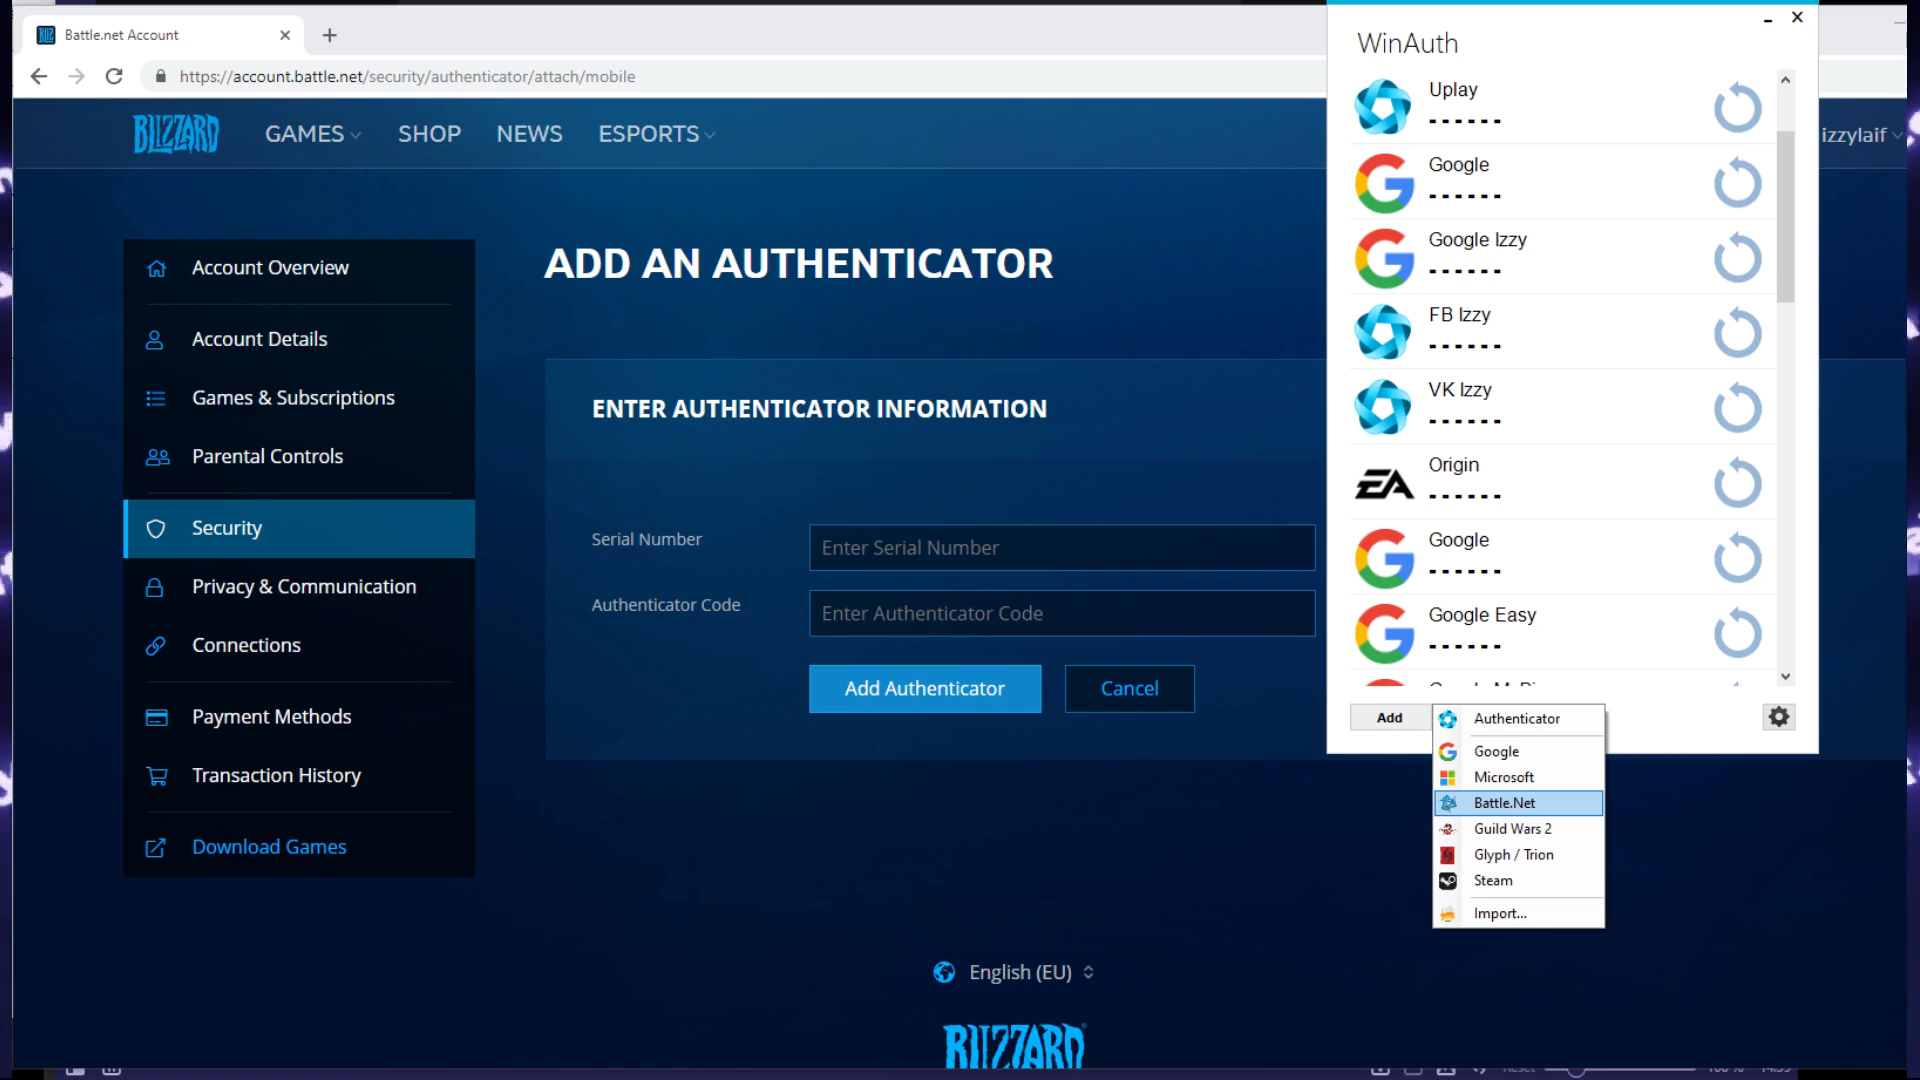 Battle.net Account
https://account.battle.net/security/authenticator/attach/mobile
BLIZZARD
GAMES
SHOP
NEWS
ESPORTS
izzylaif
Account Overview
Account Details
Games & Subscriptions
Parental Controls
Security
Privacy & Communication
Connections
Payment Methods
Transaction History
Download Games
ADD AN AUTHENTICATOR
ENTER AUTHENTICATOR INFORMATION
Serial Number
Enter Serial Number
Authenticator Code
Enter Authenticator Code
Add Authenticator
Cancel
English (EU)
BLIZZARD
WinAuth
Uplay
------
Google
------
Google Izzy
------
FB Izzy
------
VK Izzy
------
EA
Origin
------
Google
------
Google Easy
------
Add
Authenticator
Google
Microsoft
Battle.Net
Guild Wars 2
Glyph / Trion
Steam
Import...